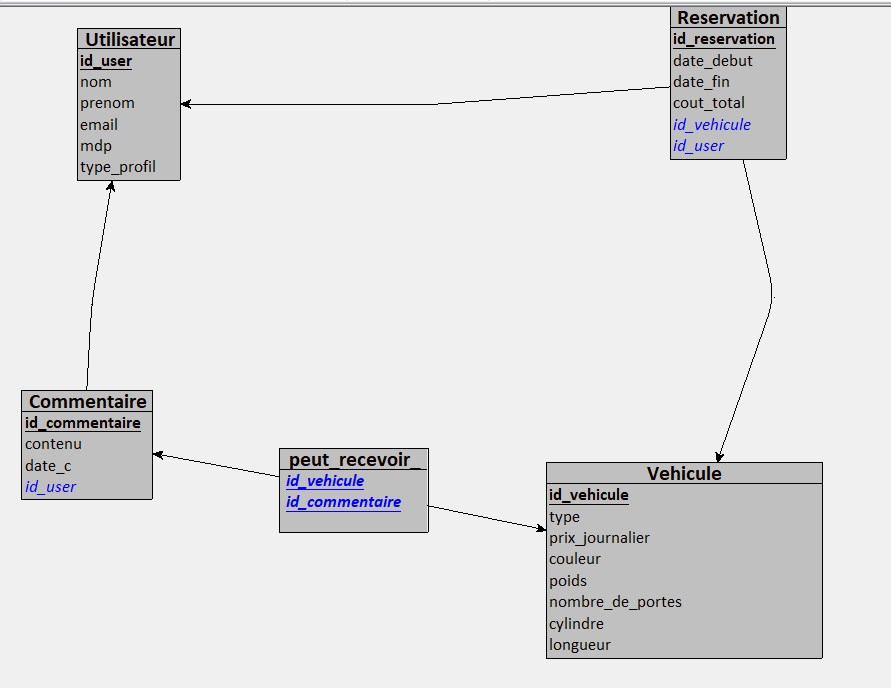 Utilisateur
id_user
nom
prenom
email
mdp
type_profil
Reservation
id_reservation
date_debut
date_fin
cout_total
id_vehicule
id_user
Commentaire
id_commentaire
contenu
date_c
id_user
peut_recevoir_
id_vehicule
id_commentaire
Vehicule
id_vehicule
type
prix_journalier
couleur
poids
nombre_de_portes
cylindre
longueur